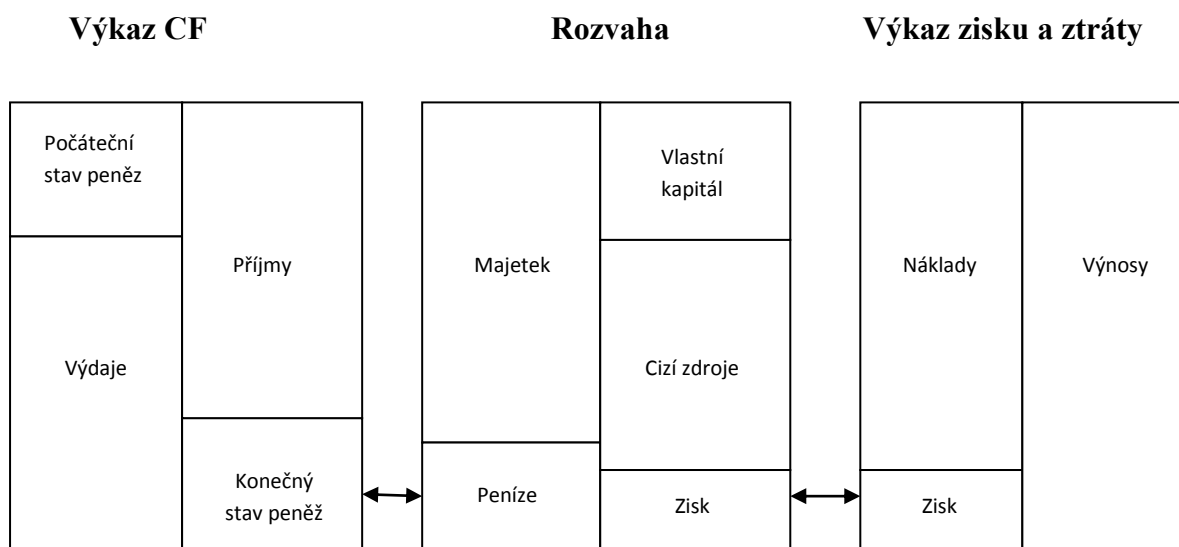 Výkaz CF
Rozvaha
Výkaz zisku a ztráty
Počáteční
stav peněz
Výdaje
Příjmy
Konečný
stav peněž
Majetek
Peníze
Vlastní
kapitál
Cizí zdroje
Zisk
Náklady
Zisk
Výnosy